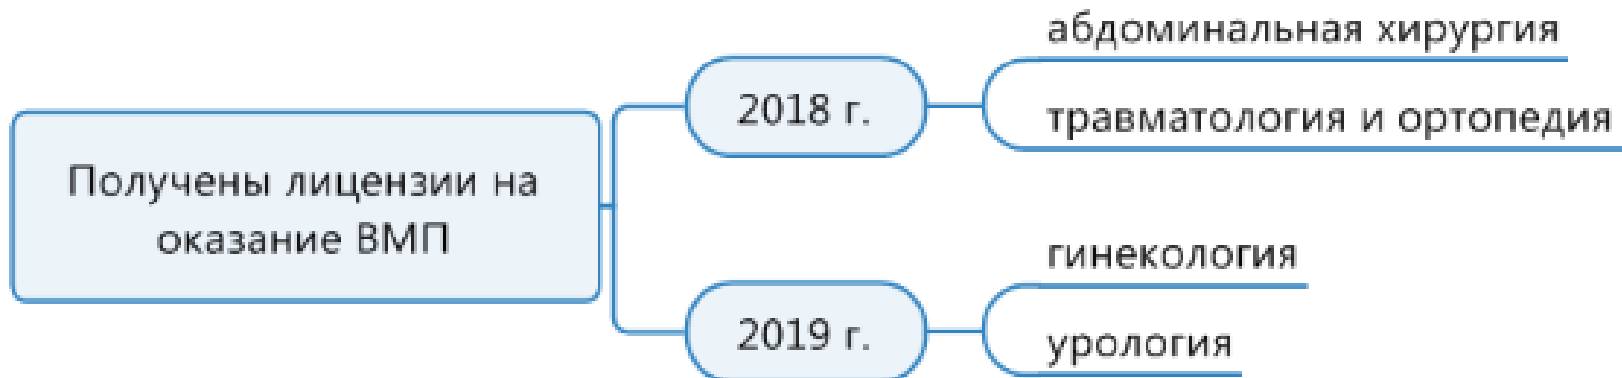 Получены лицензии на
оказание ВМП
2018 г.
абдоминальная хирургия
травматология и ортопедия
2019 г.
гинекология
урология